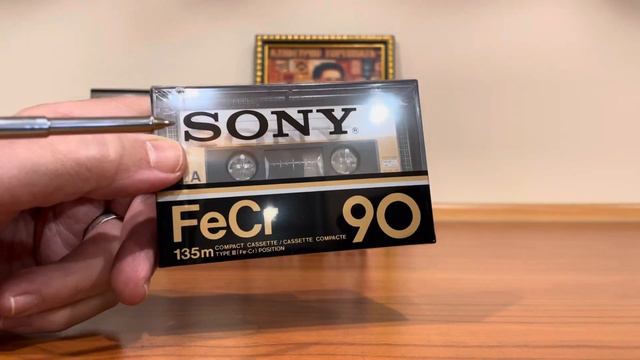 SONY®
A
FeCr 90
135m COMPACT CASSETTE / CASSETTE COMPACTE
TYPE III (Fe-Cr) POSITION